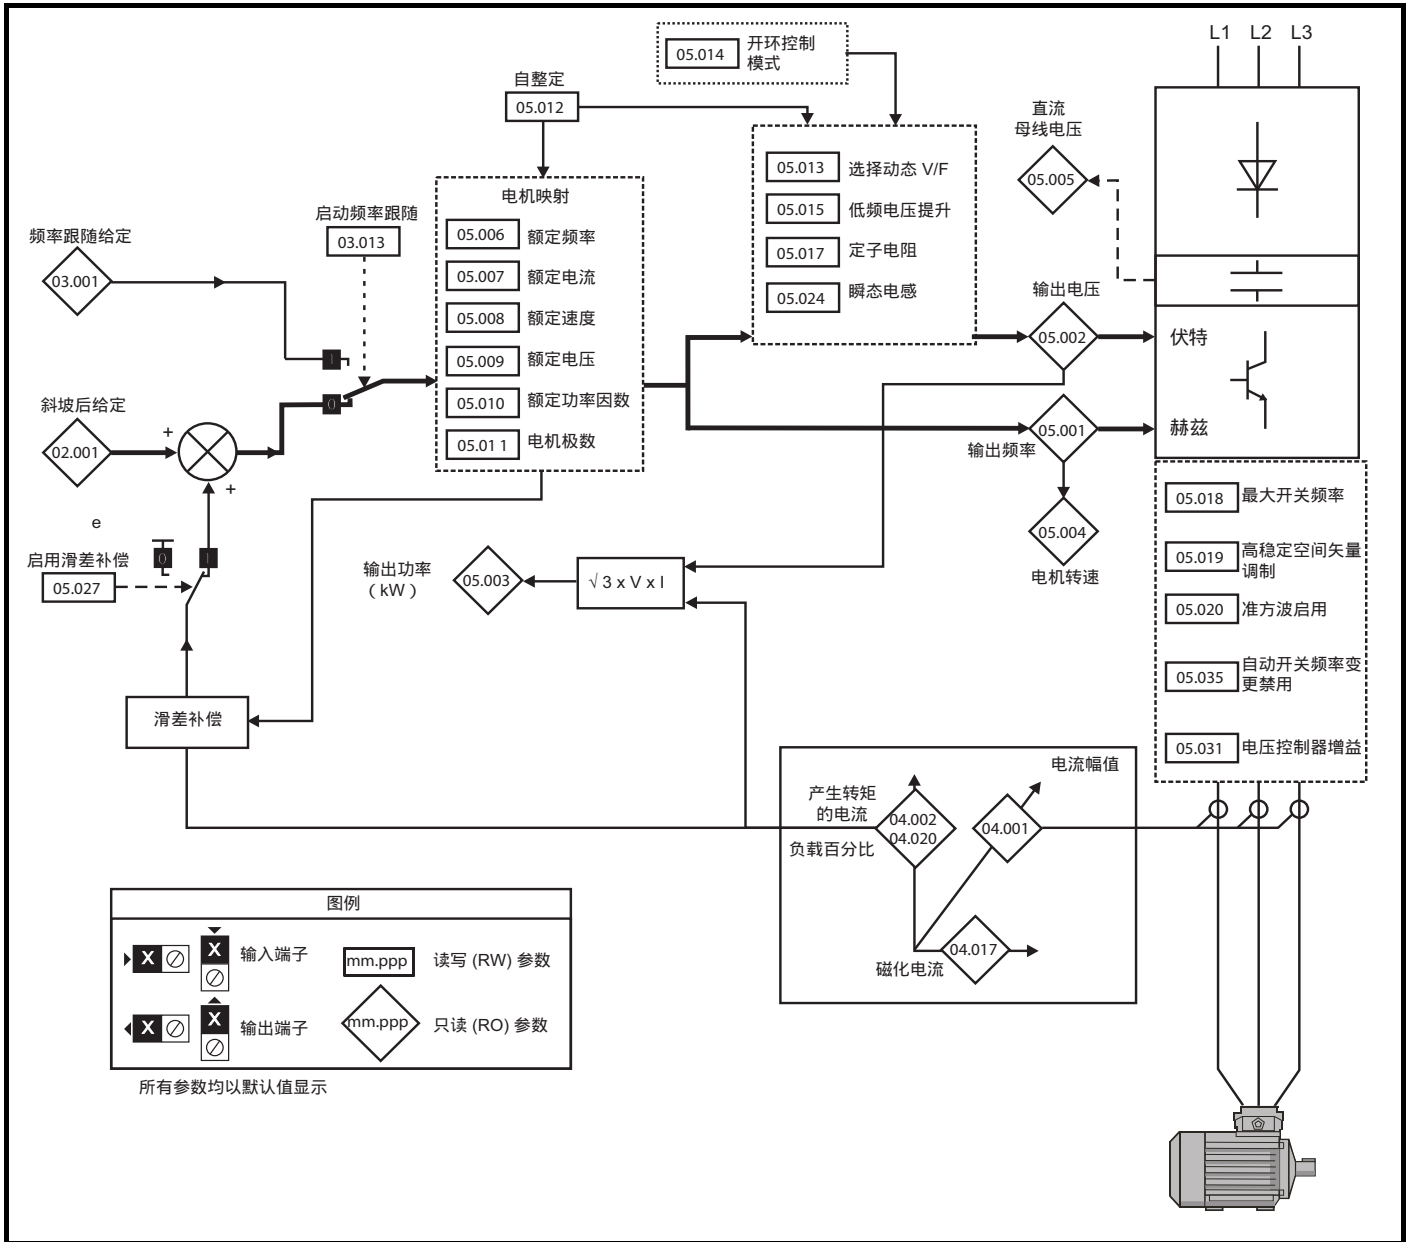 L1 L2 L3
05.014
开环控制
模式
自整定
05.012
直流
母线电压
05.005
05.013 选择动态 V/F
05.015 低频电压提升
05.017 定子电阻
05.024 瞬态电感
电机映射
05.006 额定频率
05.007 额定电流
05.008 额定速度
05.009 额定电压
05.010 额定功率因数
05.01 1 电机极数
启动频率跟随
03.013
频率跟随给定
03.001
1
0
斜坡后给定
02.001
+
+
e
启用滑差补偿
05.027
0
1
滑差补偿
输出电压
05.002
伏特
05.001
输出频率
赫兹
05.004
电机转速
输出功率
（kW）
05.003
√ 3 x V x I
05.018 最大开关频率
05.019 高稳定空间矢量
调制
05.020 准方波启用
05.035 自动开关频率变
更禁用
05.031 电压控制器增益
电流幅值
产生转矩
的电流
04.002
04.020
04.001
负载百分比
04.017
磁化电流
图例
X
X
输入端子
mm.ppp
读写 (RW) 参数
X
X
输出端子
mm.ppp
只读 (RO) 参数
所有参数均以默认值显示